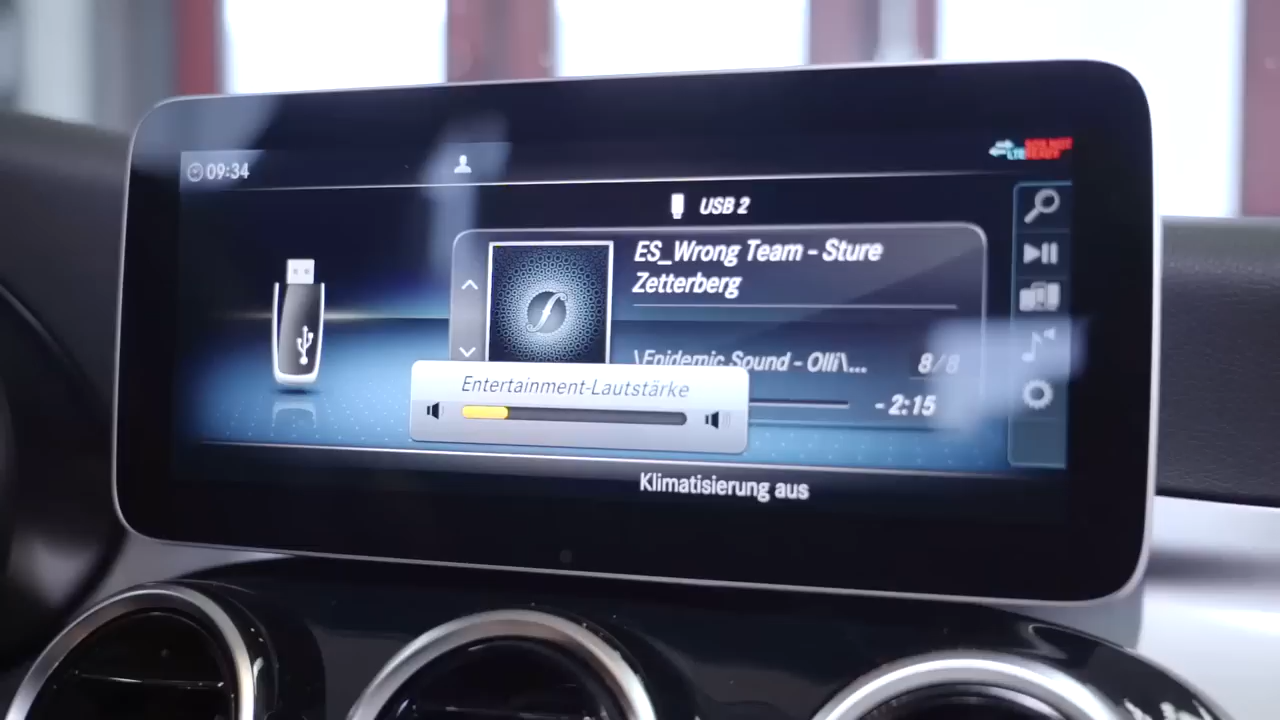 09:34
LTE
USB 2
ES_Wrong Team - Sture
Zetterberg
\Epidemic Sound - Olli\... 8/8
-2:15
Entertainment-Lautstärke
Klimatisierung aus